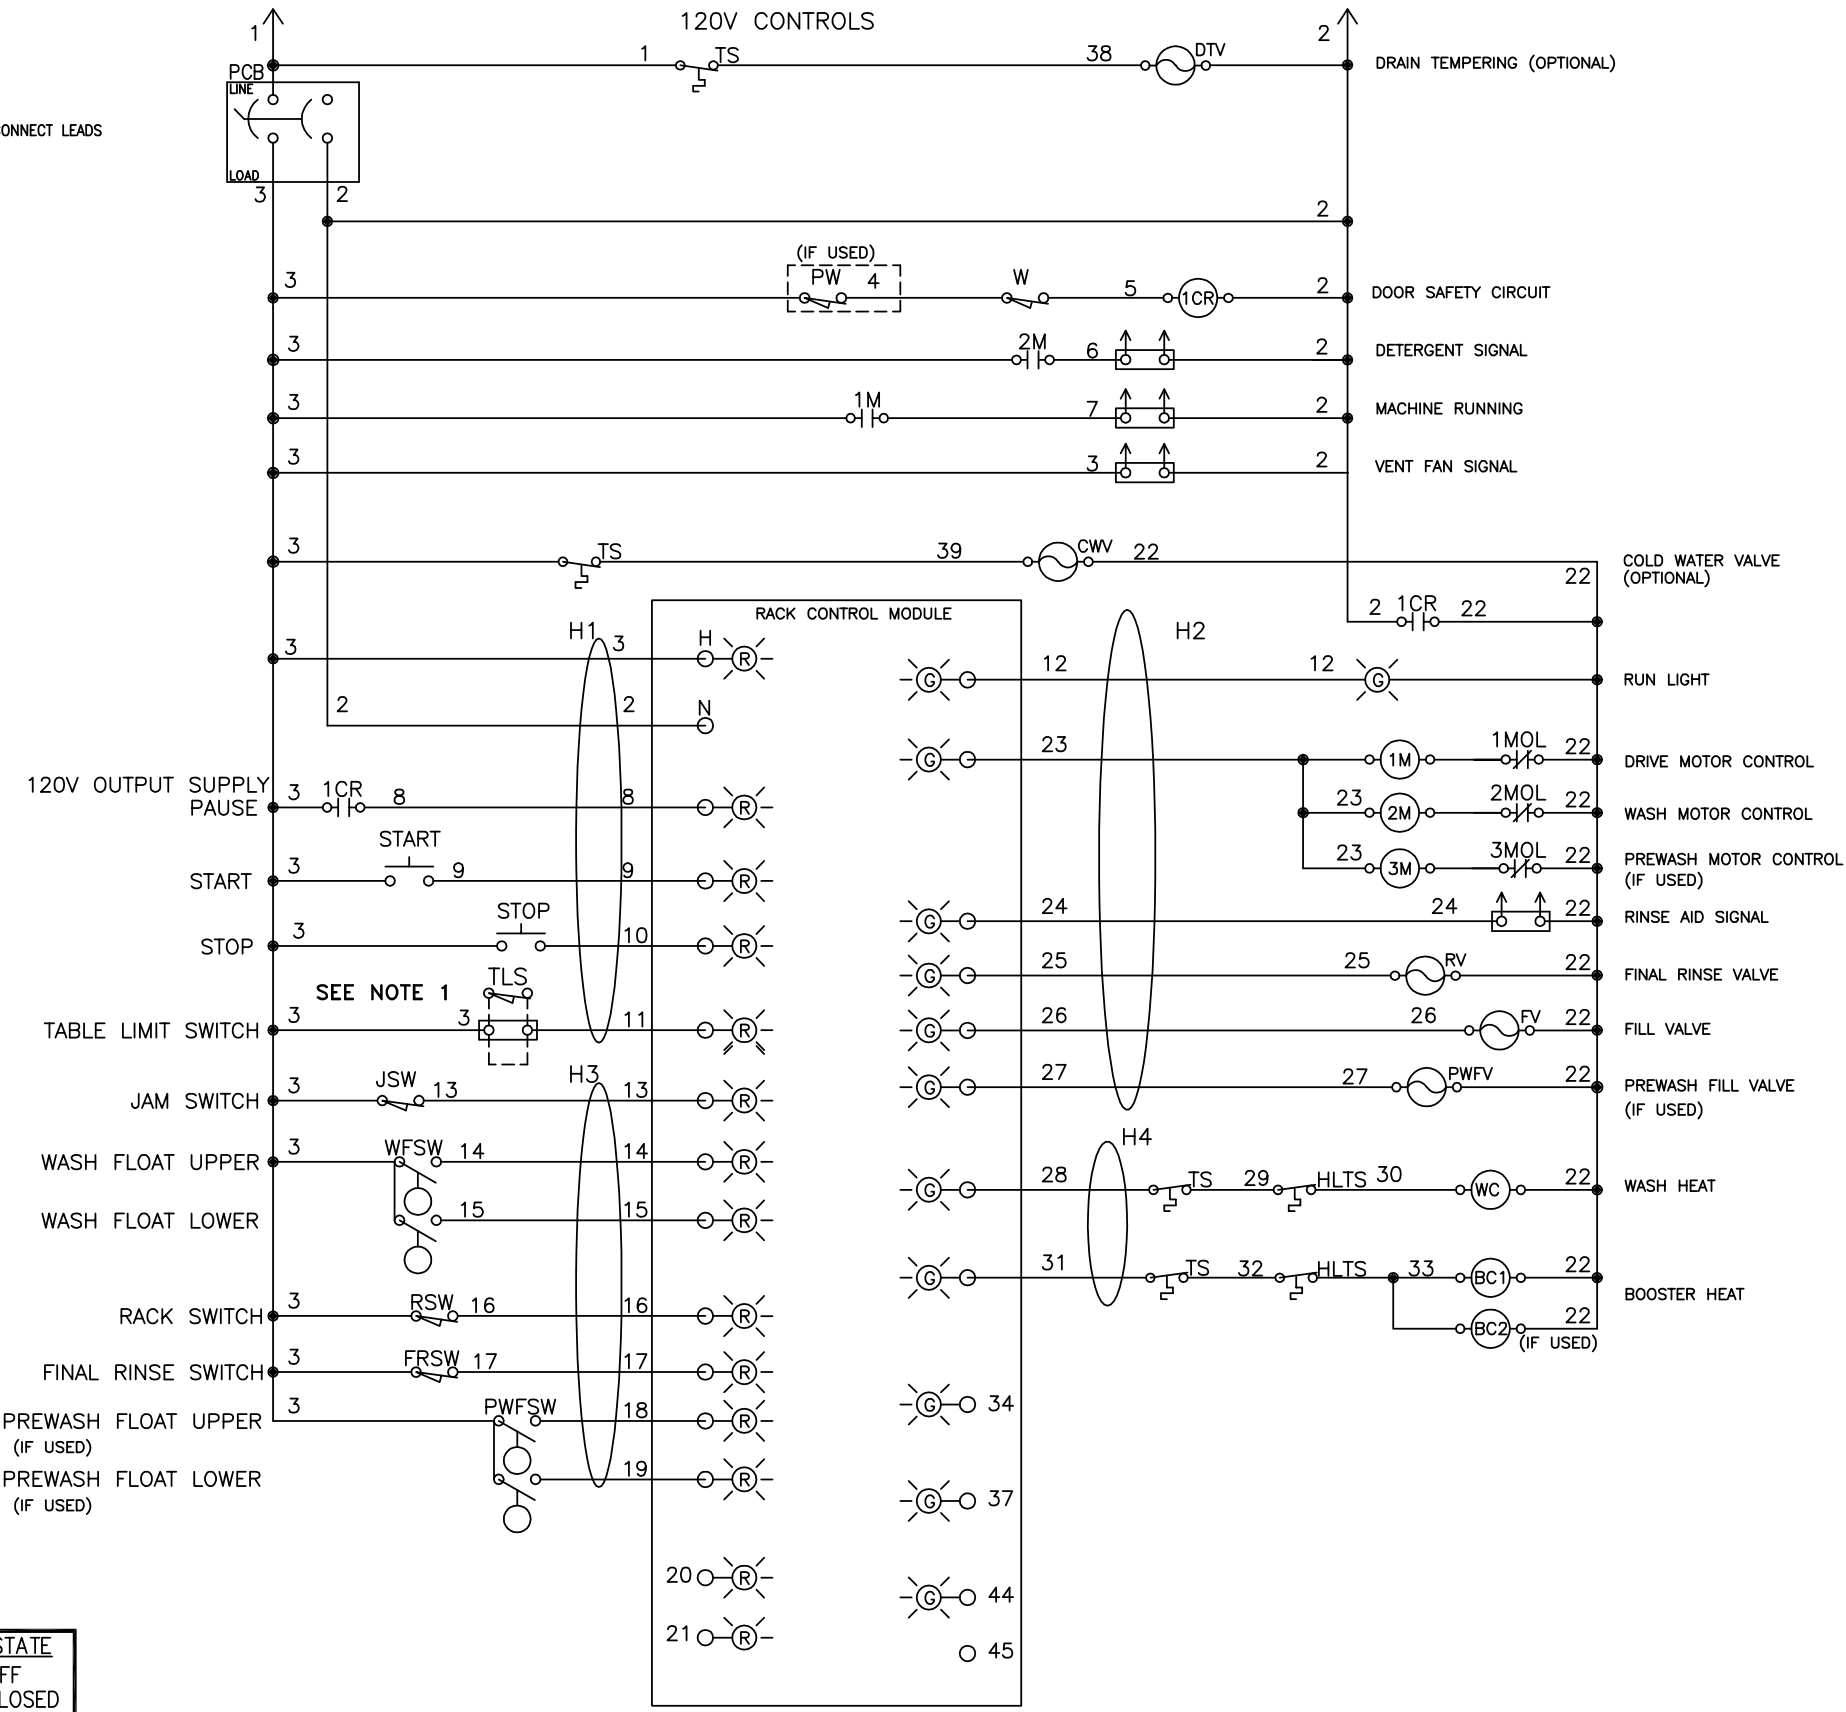 120V CONTROLS
1
1 TS 38 DTV
2
DRAIN TEMPERING (OPTIONAL)
PCB
LINE
CONNECT LEADS
LOAD
3 2
2
(IF USED)
3 PW 4 W 5 1CR 2 DOOR SAFETY CIRCUIT
3 2M 6 2 DETERGENT SIGNAL
3 1M 7 2 MACHINE RUNNING
3 3 2 VENT FAN SIGNAL
3 TS 39 CWV 22 COLD WATER VALVE
22 (OPTIONAL)
2 1CR 22
RACK CONTROL MODULE
H1 H2
3 3 H R
G 12 12 G RUN LIGHT
2 2 N
G 23 1M 1MOL 22 DRIVE MOTOR CONTROL
120V OUTPUT SUPPLY
PAUSE 3 1CR 8 8 R
23 2M 2MOL 22 WASH MOTOR CONTROL
START
START 3 9 9 R
23 3M 3MOL 22 PREWASH MOTOR CONTROL
(IF USED)
STOP
STOP 3 10 R
G 24 24 22 RINSE AID SIGNAL
G 25 25 RV 22 FINAL RINSE VALVE
SEE NOTE 1 TLS
TABLE LIMIT SWITCH 3 3 11 R
G 26 26 FV 22 FILL VALVE
H3
JAM SWITCH 3 JSW 13 13 R
G 27 27 PWFV 22 PREWASH FILL VALVE
(IF USED)
H4
WASH FLOAT UPPER 3 WFSW 14 14 R
G 28 TS 29 HLTS 30 WC 22 WASH HEAT
WASH FLOAT LOWER 15 15 R
G 31 TS 32 HLTS 33 BC1 22
BOOSTER HEAT
RACK SWITCH 3 RSW 16 16 R
BC2 22
(IF USED)
FINAL RINSE SWITCH 3 FRSW 17 17 R
G 34
PREWASH FLOAT UPPER 3 PWFSW 18 R
(IF USED)
PREWASH FLOAT LOWER 19 R
(IF USED)
G 37
20 R
G 44
21 R
45
STATE
FF
LOSED